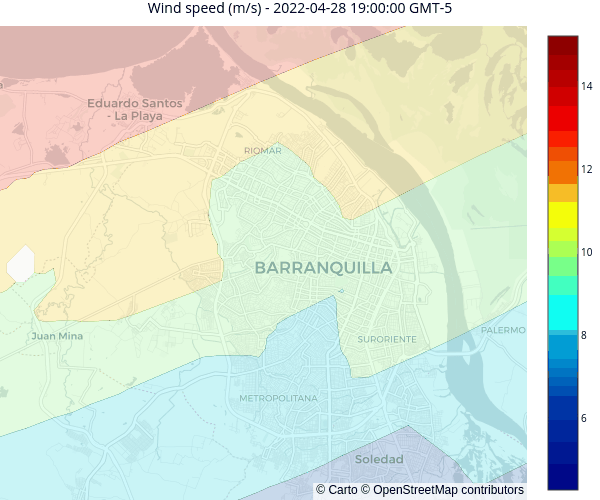 Wind speed (m/s) - 2022-04-28 19:00:00 GMT-5
Eduardo Santos
- La Playa
RIOMAR
BARRANQUILLA
Juan Mina
SURORIENTE
PALERMO
METROPOLITANA
Soledad
© Carto © OpenStreetMap contributors
14
12
10
8
6